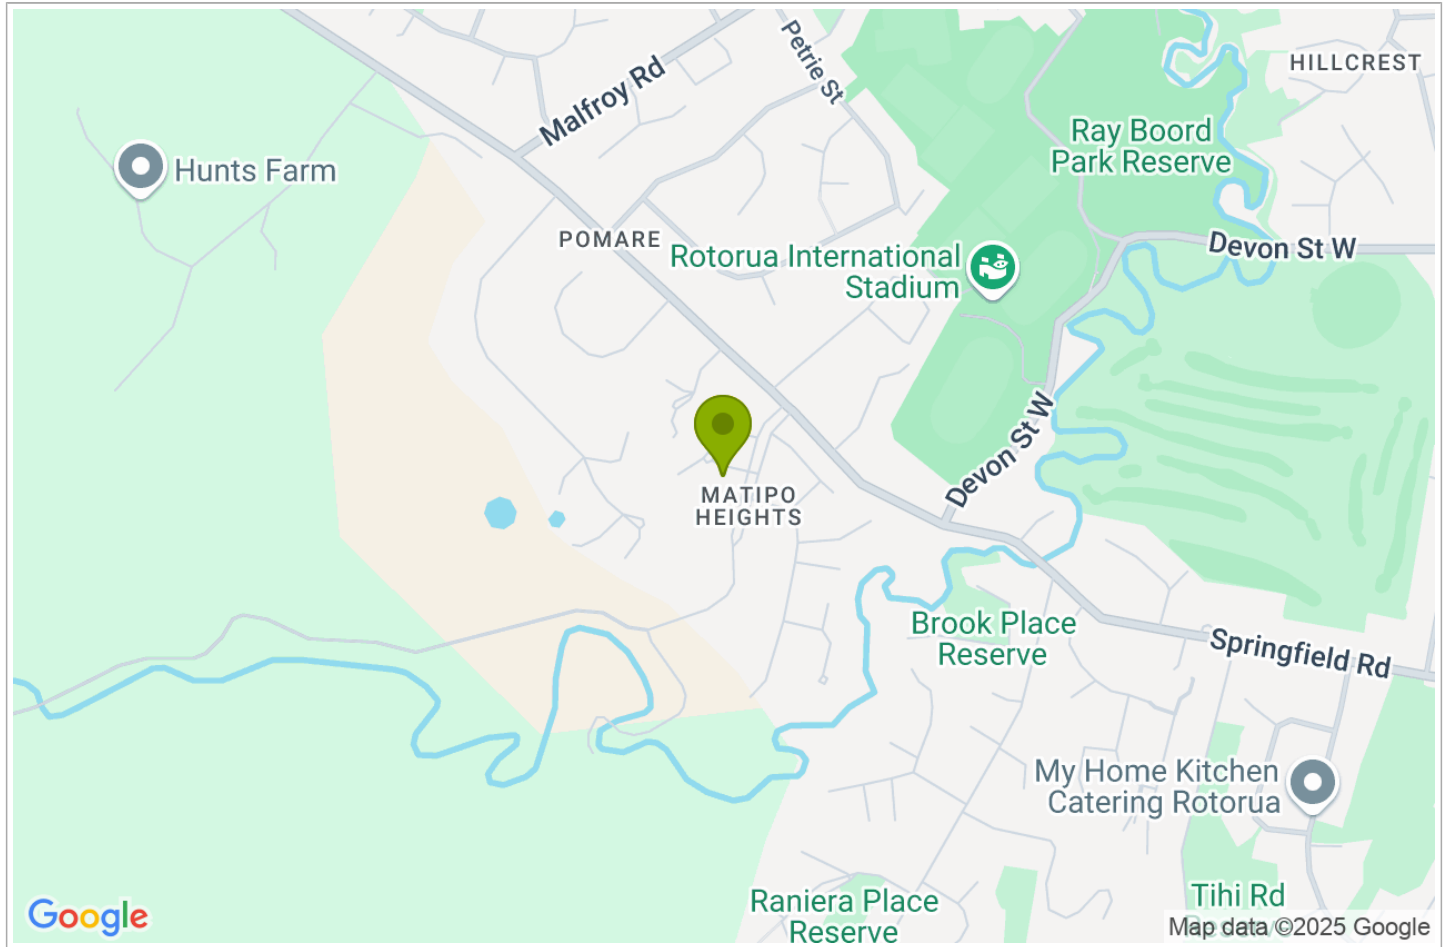 HILLCREST
Petrie St
Malfroy Rd
Ray Boord
Park Reserve
Hunts Farm
POMARE
Devon St W
Rotorua International
Stadium
Devon St W
MATIPO
HEIGHTS
Brook Place
Reserve
Springfield Rd
My Home Kitchen
Catering Rotorua
Raniera Place
Reserve
Tihi Rd
Google
Map data ©2025 Google